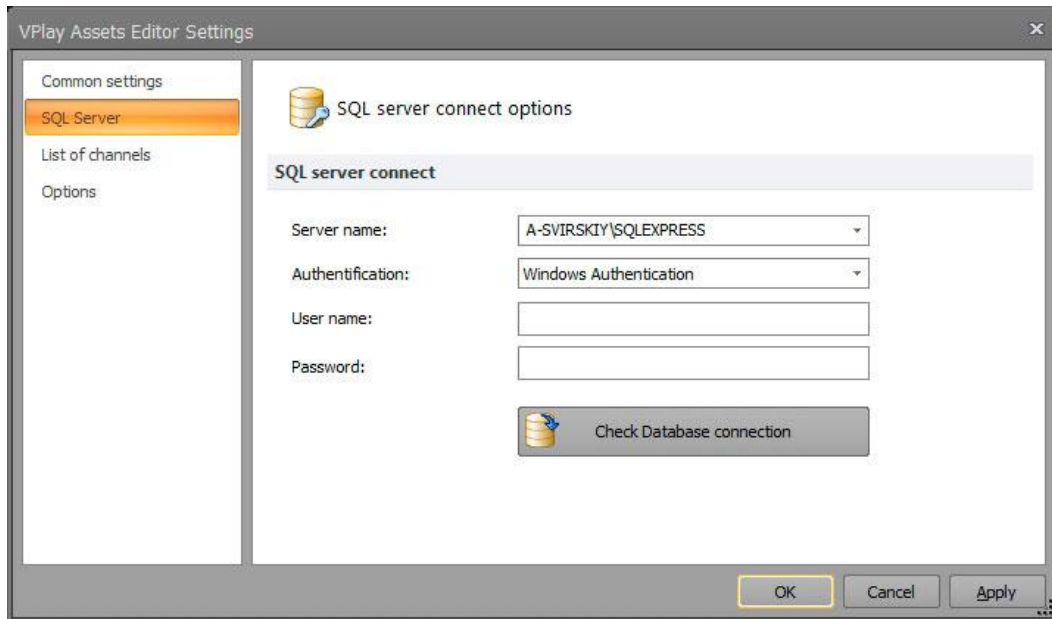 VPlay Assets Editor Settings
Common settings
SQL Server
List of channels
Options
SQL server connect options
SQL server connect
Server name: A-SVIRSKIY\SQLEXPRESS
Authentification: Windows Authentication
User name:
Password:
Check Database connection
OK Cancel Apply